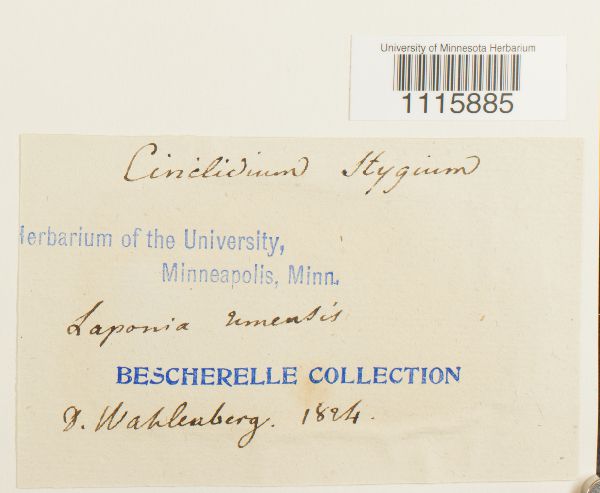 University of Minnesota Herbarium
1115885
Cinclidium Stygium
Herbarium of the University,
Minneapolis, Minn.
Laponia umensis
BESCHERELLE COLLECTION
D. Wahlenberg. 1824.